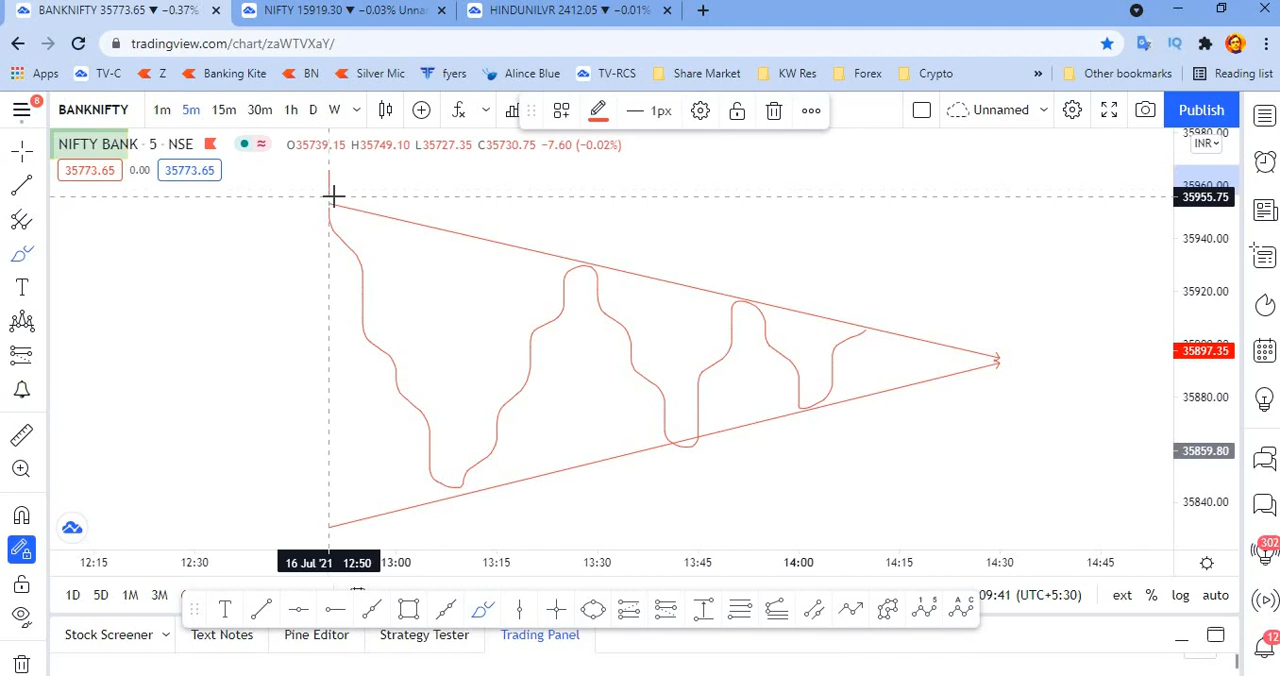 BANKNIFTY 35773.65 ▼ −0.37% NIFTY 15919.30 ▼ −0.03% Unna HINDUNILVR 2412.05 ▼ −0.01%
tradingview.com/chart/zaWTVXaY/
Apps TV-C Z Banking Kite BN Silver Mic fyers Alince Blue TV-RCS Share Market KW Res Forex Crypto » Other bookmarks Reading list
8 BANKNIFTY 1m 5m 15m 30m 1h D W 1px Unnamed Publish
NIFTY BANK · 5 · NSE O35739.15 H35749.10 L35727.35 C35730.75 −7.60 (−0.02%)
35773.65 0.00 35773.65
35980.00
INR
35960.00
35955.75
35940.00
35920.00
35897.35
35880.00
35859.80
35840.00
12:15 12:30 16 Jul '21 12:50 13:00 13:15 13:30 13:45 14:00 14:15 14:30 14:45
1D 5D 1M 3M 09:41 (UTC+5:30) ext % log auto
Stock Screener Text Notes Pine Editor Strategy Tester Trading Panel
302
12